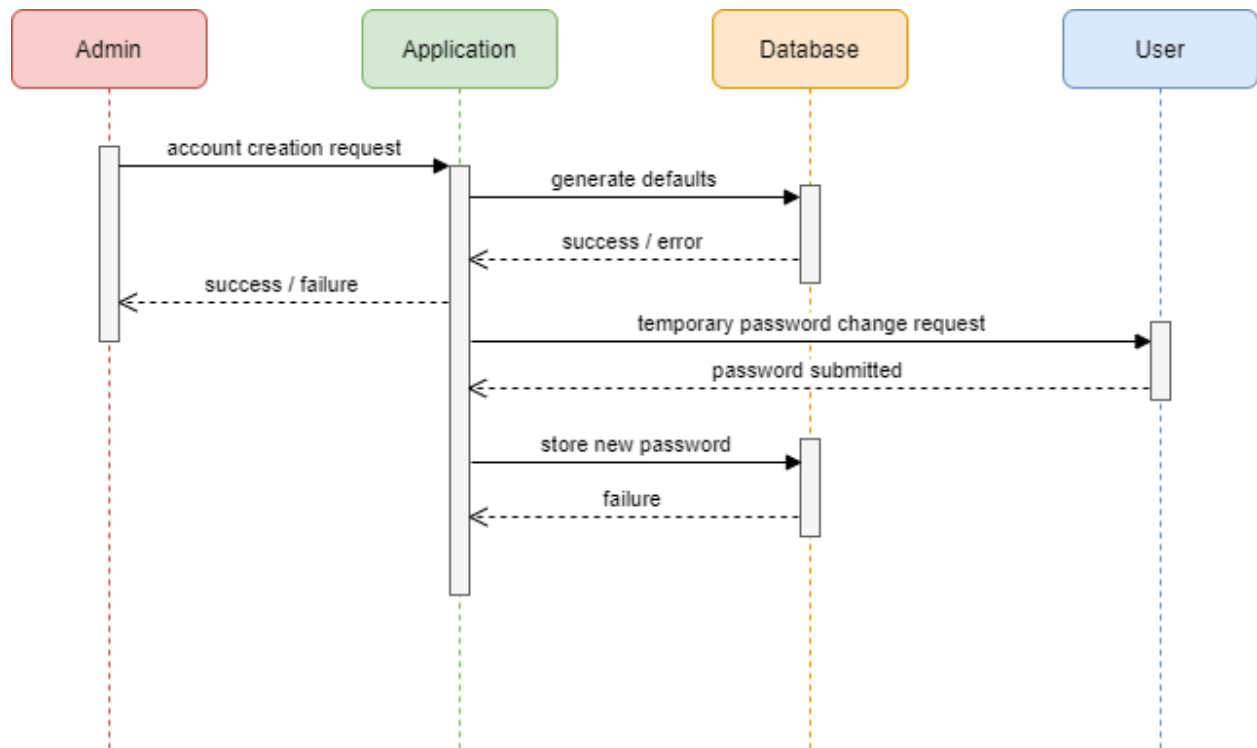 Admin
Application
Database
User
account creation request
generate defaults
success / error
success / failure
temporary password change request
password submitted
store new password
failure